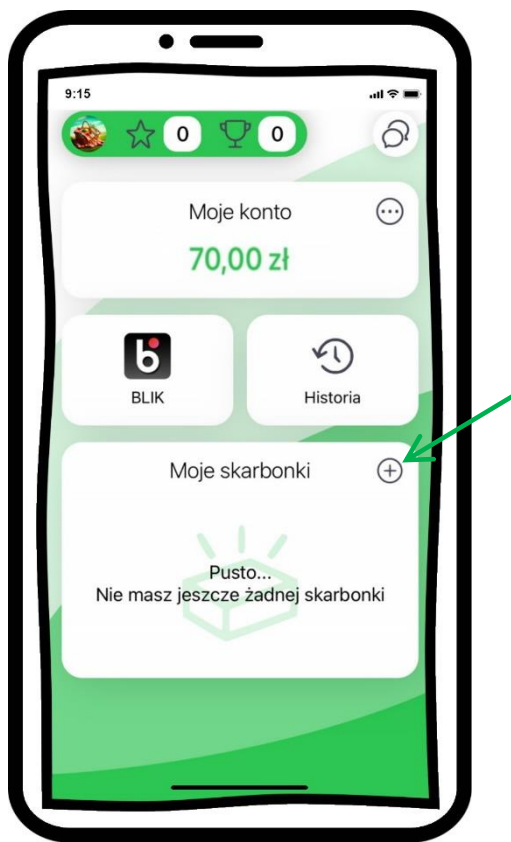 9:15
0 0
Moje konto
70,00 zł
b
BLIK Historia
Moje skarbonki
Pusto...
Nie masz jeszcze żadnej skarbonki